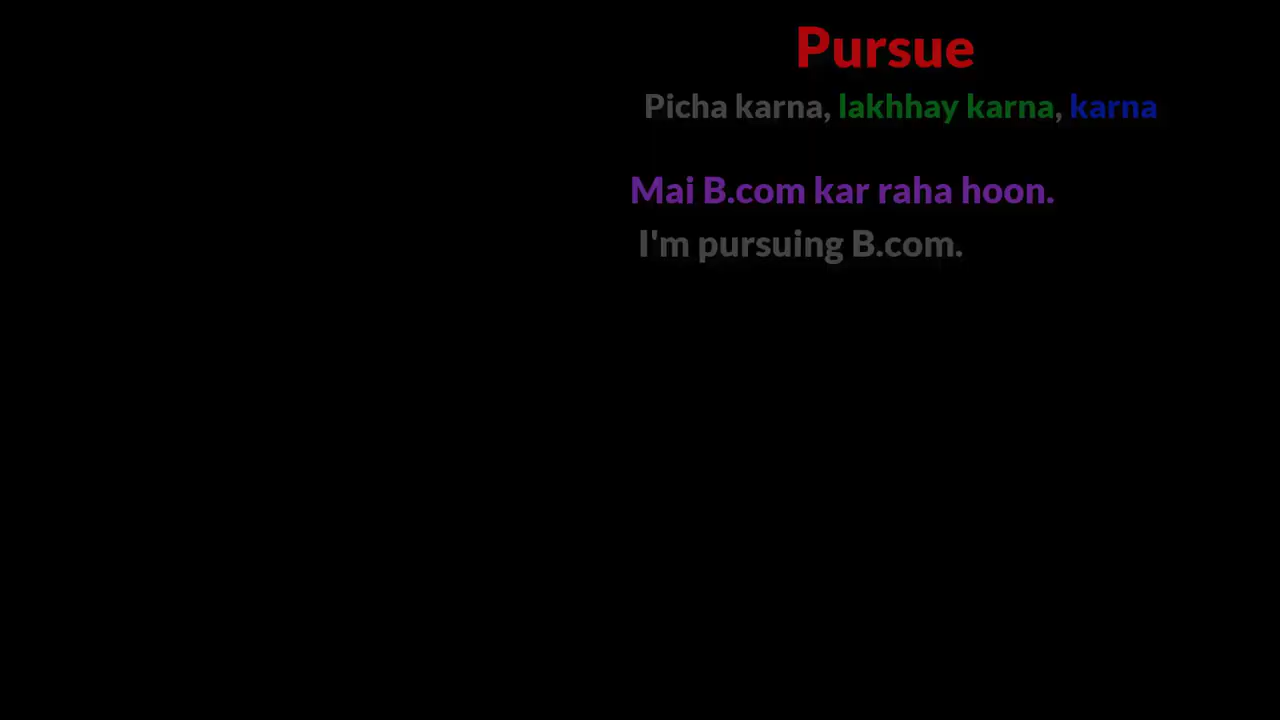 Pursue
Picha karna, lakhhay karna, karna
Mai B.com kar raha hoon.
I'm pursuing B.com.